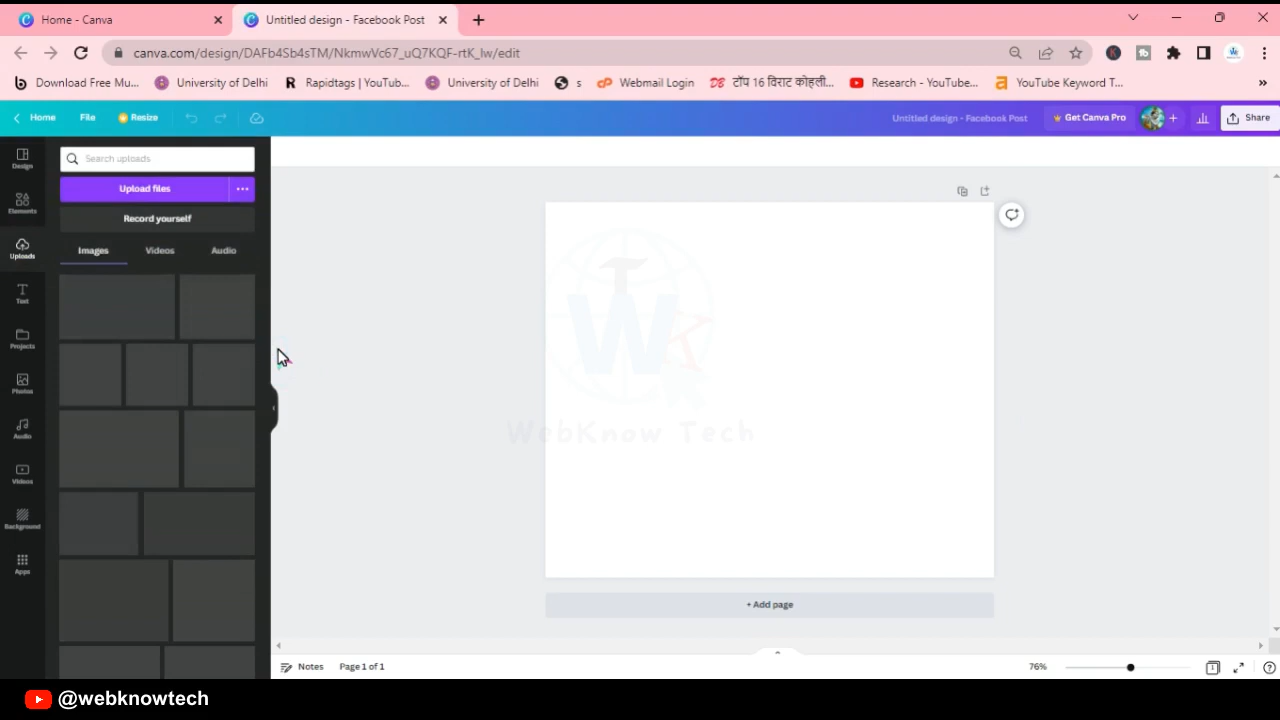 Home - Canva
Untitled design - Facebook Post
canva.com/design/DAFb4Sb4sTM/NkmwVc67_uQ7KQF-rtK_lw/edit
Download Free Mu...
University of Delhi
Rapidtags | YouTub...
University of Delhi
s
Webmail Login
टॉप 16 विराट कोहली...
Research - YouTube...
YouTube Keyword T...
Home
File
Resize
Untitled design - Facebook Post
Get Canva Pro
Share
Design
Elements
Uploads
Text
Projects
Photos
Audio
Videos
Background
Apps
Search uploads
Upload files
Record yourself
Images
Videos
Audio
WebKnow Tech
+ Add page
Notes
Page 1 of 1
76%
1
@webknowtech